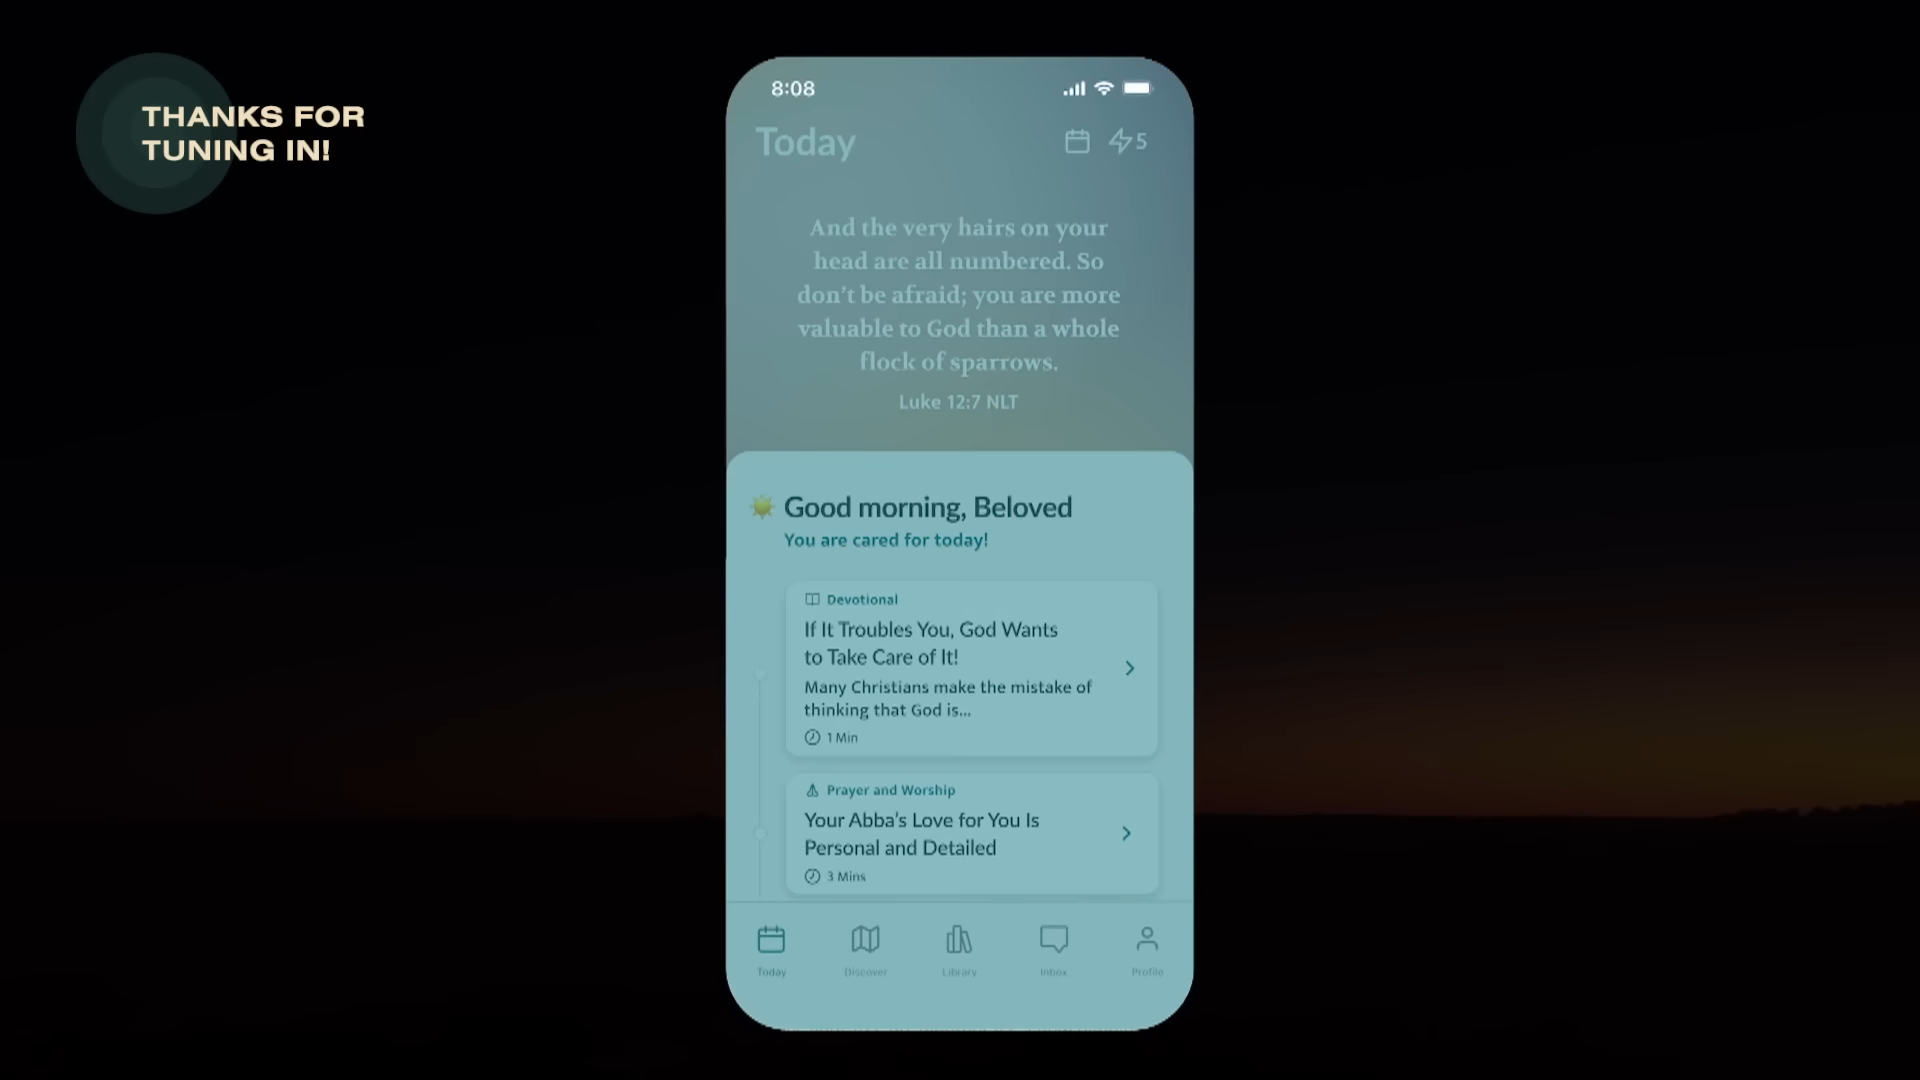 THANKS FOR
TUNING IN!
8:08
Today
5
And the very hairs on your
head are all numbered. So
don't be afraid; you are more
valuable to God than a whole
flock of sparrows.
Luke 12:7 NLT
Good morning, Beloved
You are cared for today!
Devotional
If It Troubles You, God Wants
to Take Care of It!
Many Christians make the mistake of
thinking that God is...
1 Min
Prayer and Worship
Your Abba's Love for You Is
Personal and Detailed
3 Mins
Today
Discover
Library
Inbox
Profile